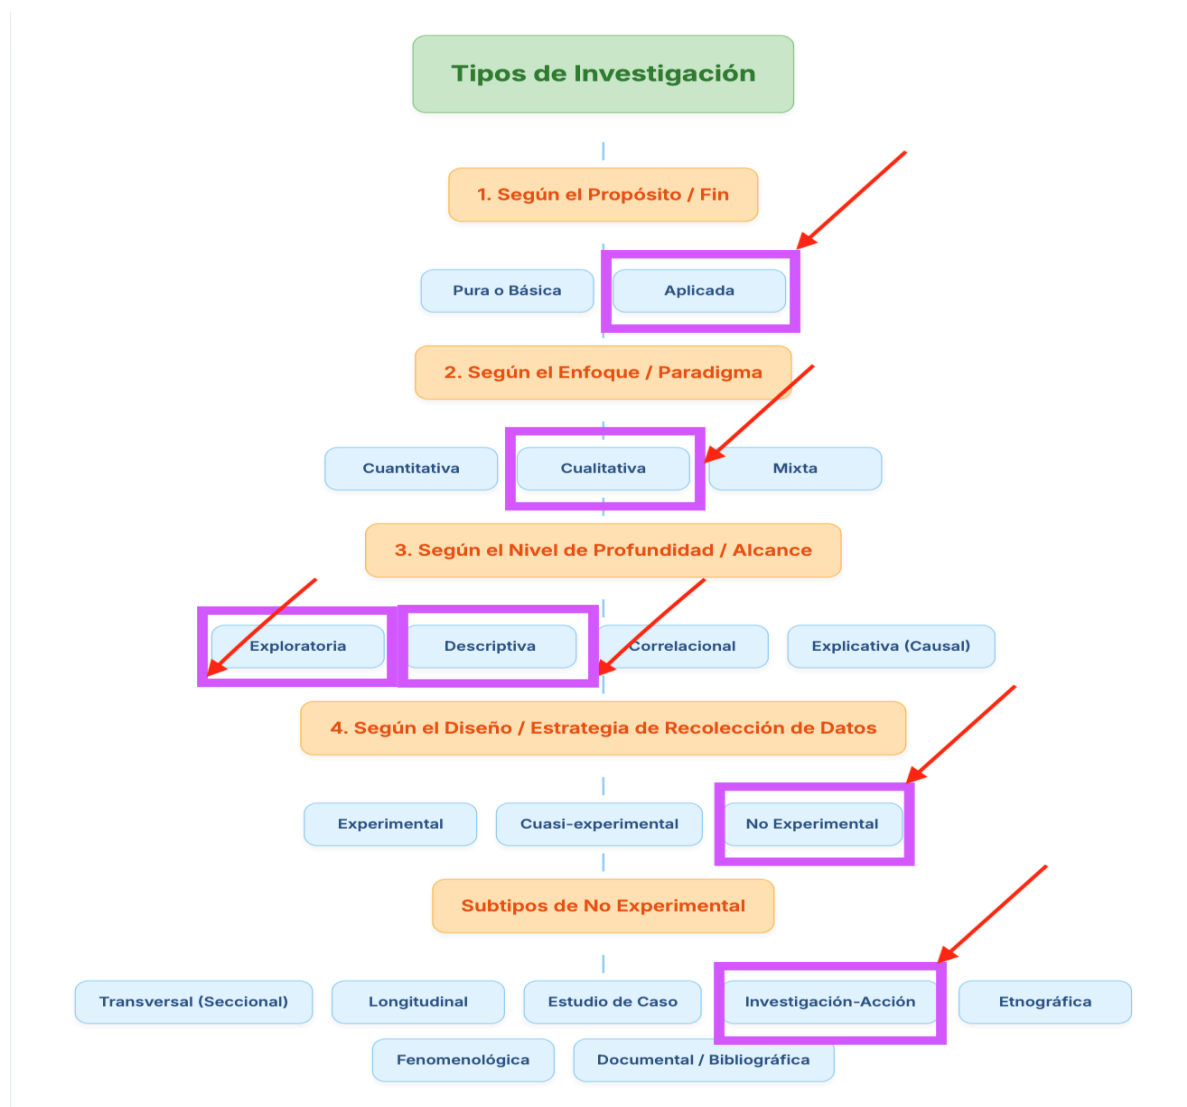 Tipos de Investigación
1. Según el Propósito / Fin
Pura o Básica
Aplicada
2. Según el Enfoque / Paradigma
Cuantitativa
Cualitativa
Mixta
3. Según el Nivel de Profundidad / Alcance
Exploratoria
Descriptiva
Correlacional
Explicativa (Causal)
4. Según el Diseño / Estrategia de Recolección de Datos
Experimental
Cuasi-experimental
No Experimental
Subtipos de No Experimental
Transversal (Seccional)
Longitudinal
Estudio de Caso
Investigación-Acción
Etnográfica
Fenomenológica
Documental / Bibliográfica